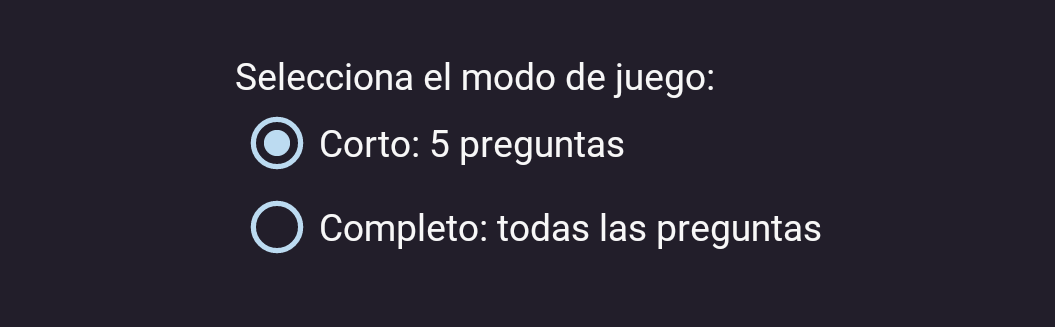 Selecciona el modo de juego:
Corto: 5 preguntas
Completo: todas las preguntas